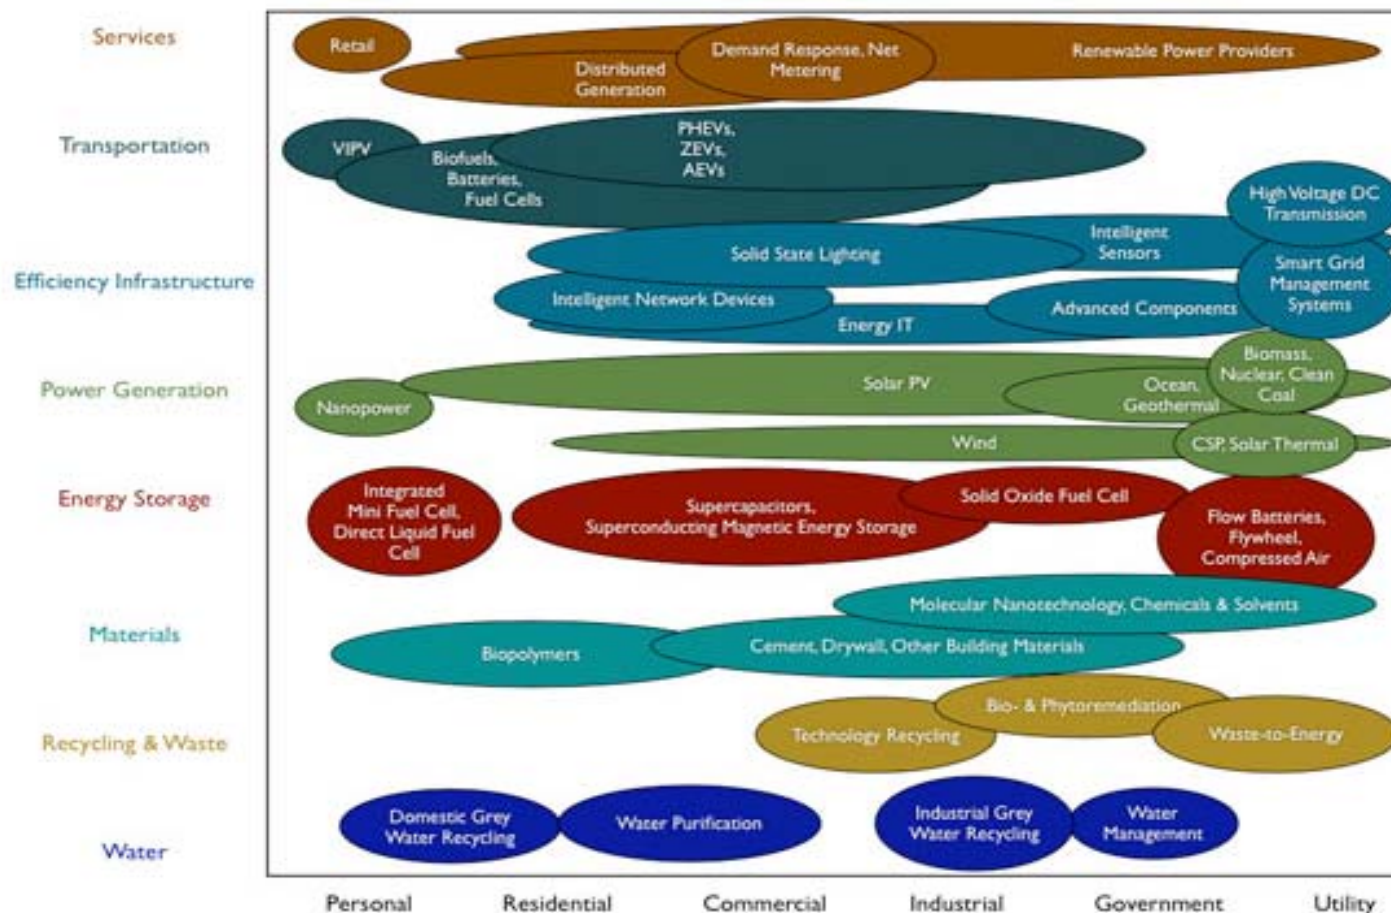 Services
Retail
Demand Response, Net
Metering
Renewable Power Providers
Distributed
Generation
Transportation
VIPV
Biofuels,
Batteries,
Fuel Cells
PHEVs,
ZEVs,
AEVs
High Voltage DC
Transmission
Efficiency Infrastructure
Solid State Lighting
Intelligent
Sensors
Smart Grid
Management
Systems
Intelligent Network Devices
Advanced Components
Energy IT
Power Generation
Nanopower
Solar PV
Ocean,
Geothermal
Biomass,
Nuclear, Clean
Coal
Wind
CSP, Solar Thermal
Energy Storage
Integrated
Mini Fuel Cell,
Direct Liquid Fuel
Cell
Supercapacitors,
Superconducting Magnetic Energy Storage
Solid Oxide Fuel Cell
Flow Batteries,
Flywheel,
Compressed Air
Materials
Molecular Nanotechnology, Chemicals & Solvents
Biopolymers
Cement, Drywall, Other Building Materials
Recycling & Waste
Technology Recycling
Bio- & Phytoremediation
Waste-to-Energy
Water
Domestic Grey
Water Recycling
Water Purification
Industrial Grey
Water Recycling
Water
Management
Personal
Residential
Commercial
Industrial
Government
Utility